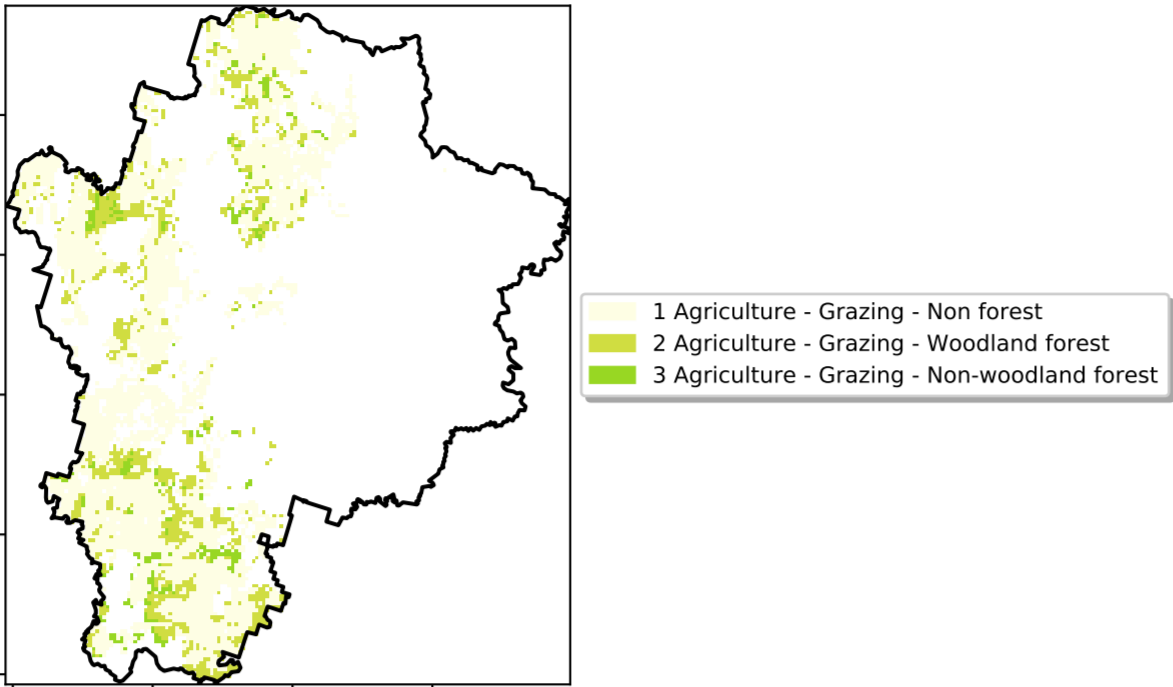 1 Agriculture - Grazing - Non forest
2 Agriculture - Grazing - Woodland forest
3 Agriculture - Grazing - Non-woodland forest